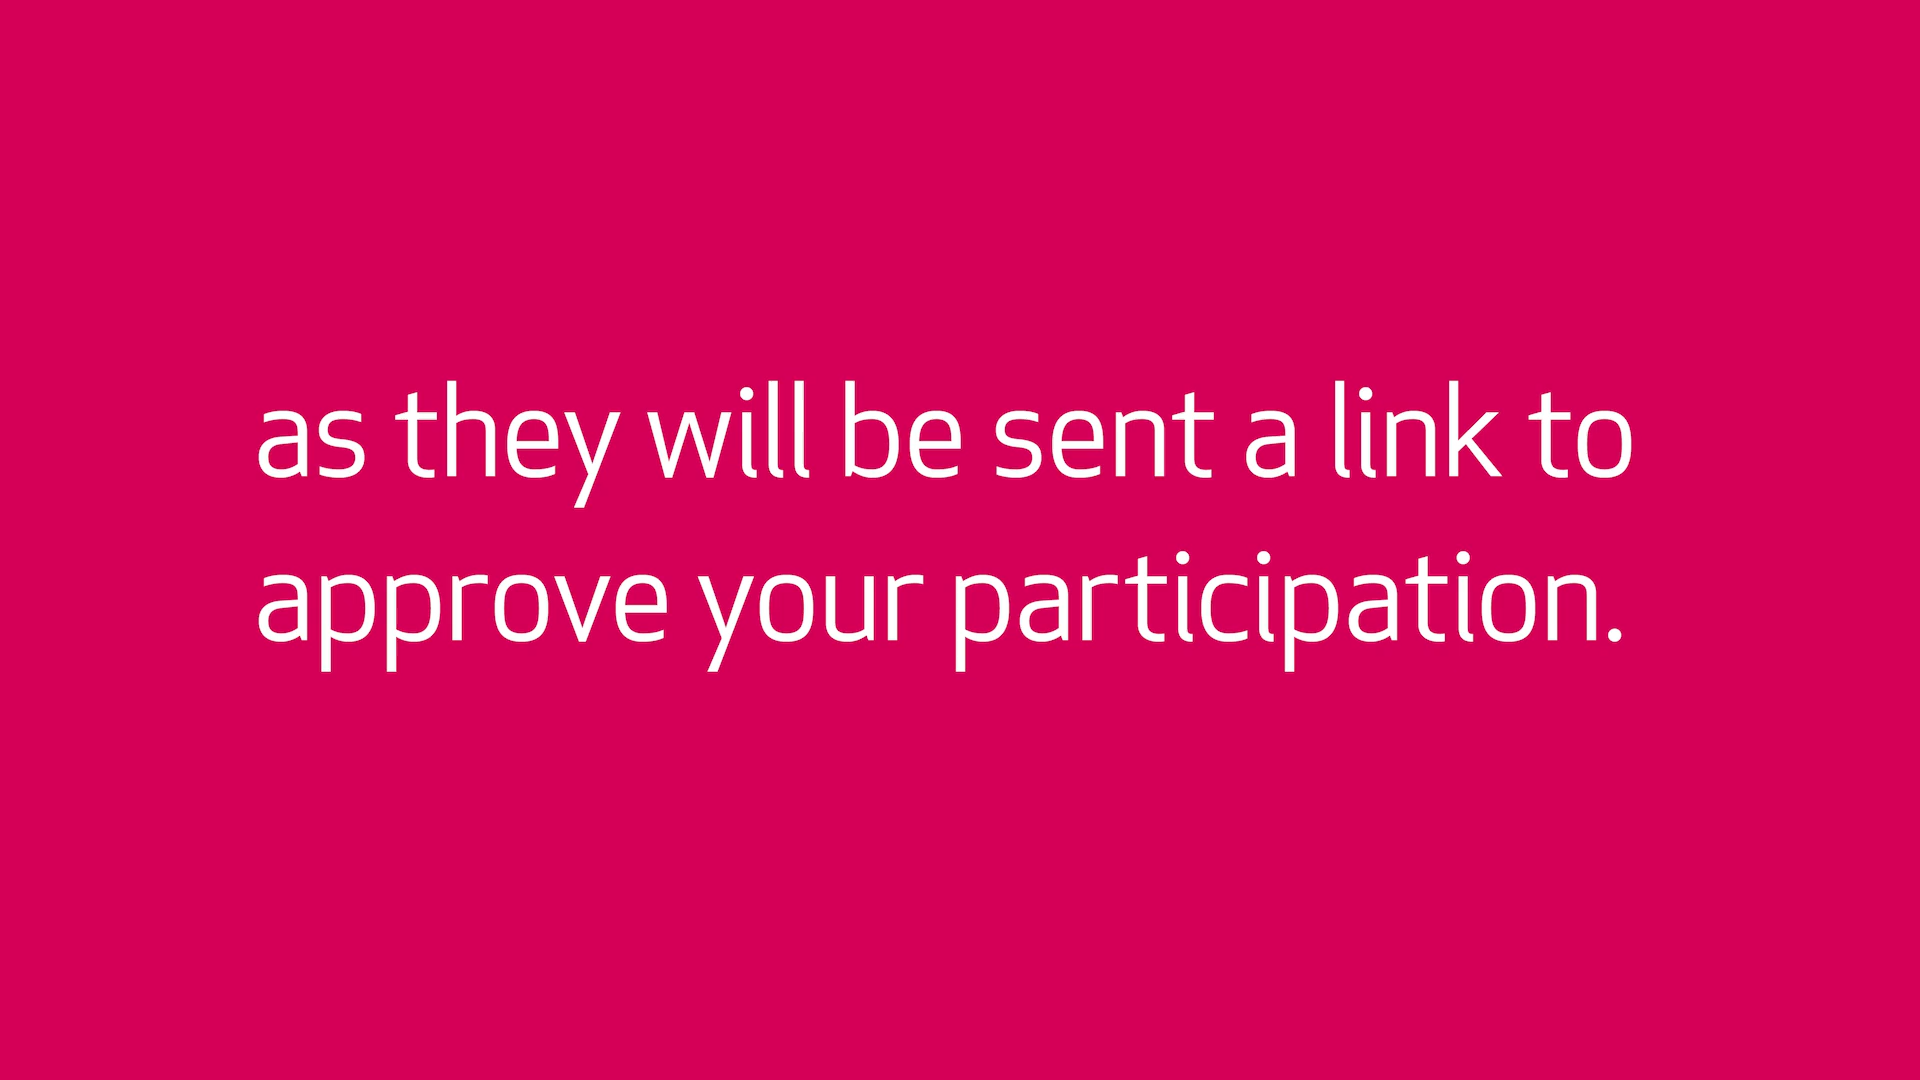 as they will be sent a link to
approve your participation.